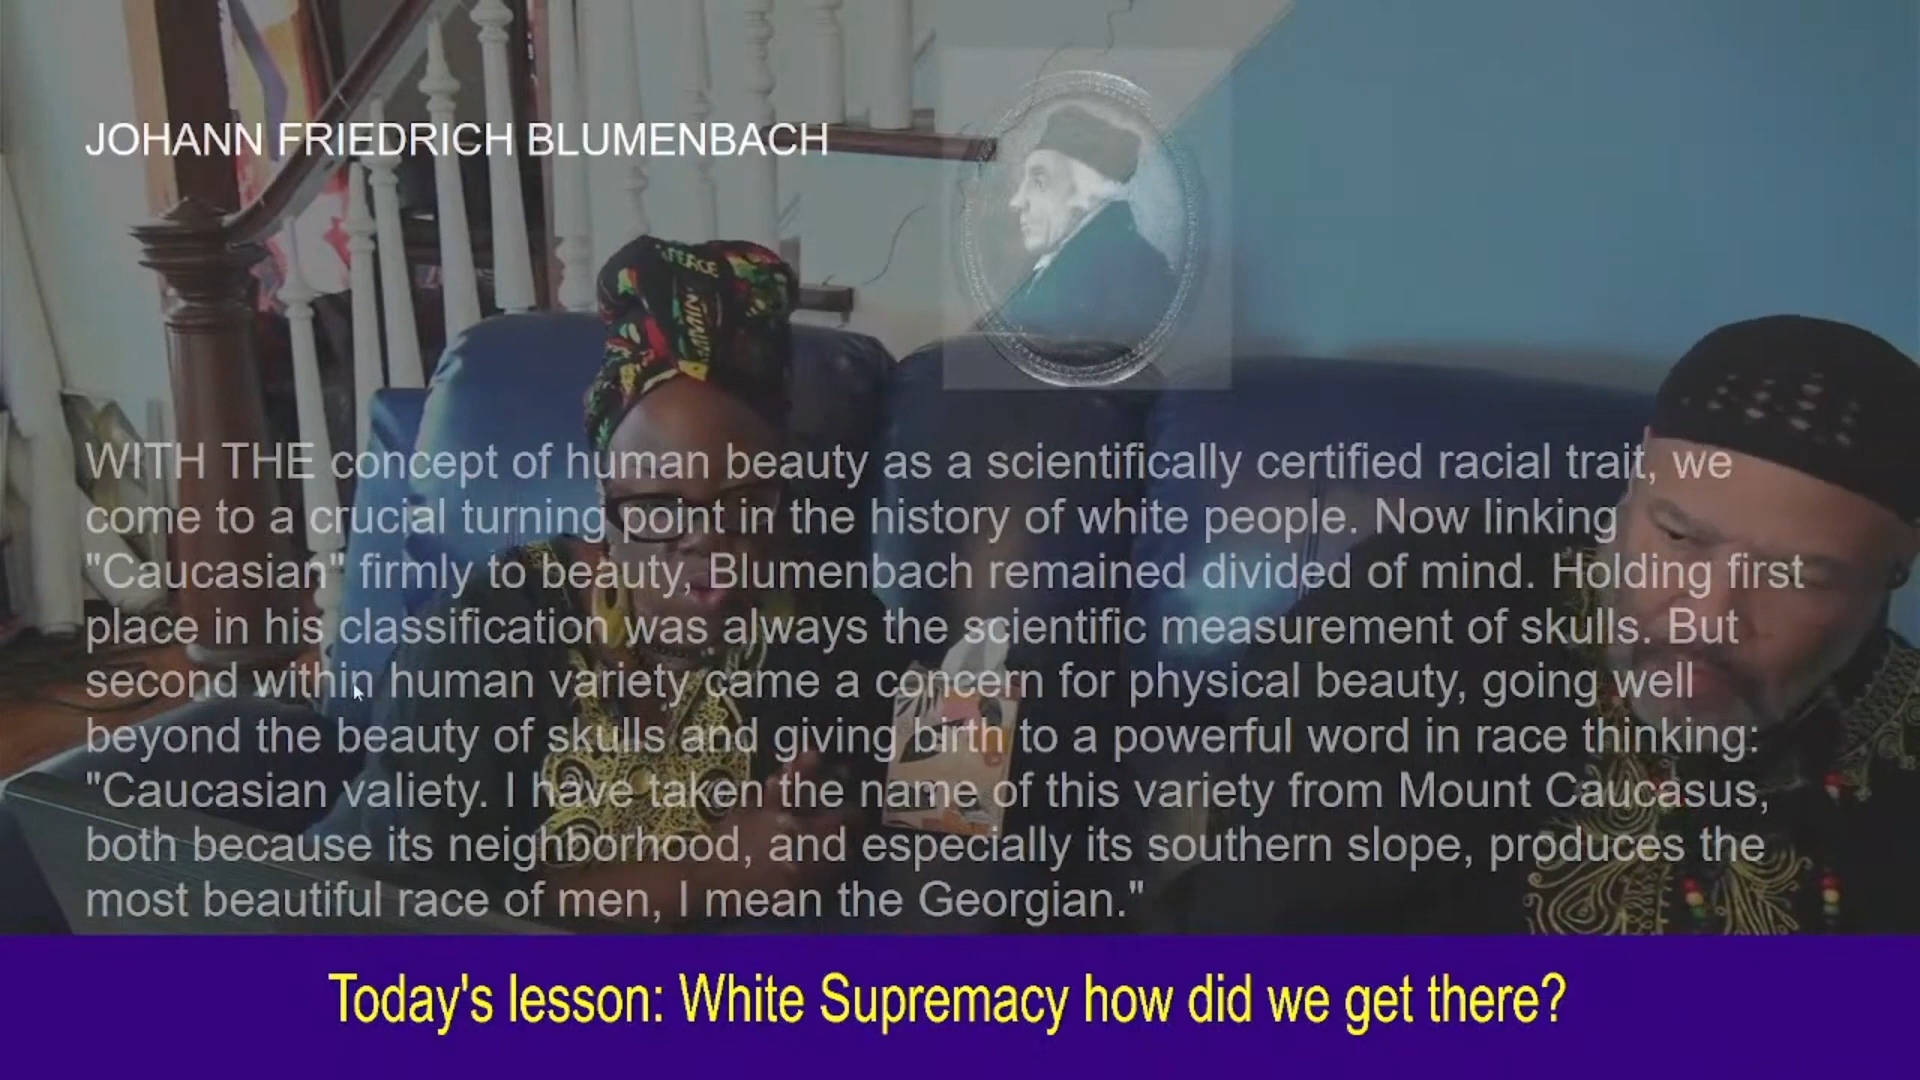 JOHANN FRIEDRICH BLUMENBACH
PEACE
WITH THE concept of human beauty as a scientifically certified racial trait, we
come to a crucial turning point in the history of white people. Now linking
"Caucasian" firmly to beauty, Blumenbach remained divided of mind. Holding first
place in his classification was always the scientific measurement of skulls. But
second within human variety came a concern for physical beauty, going well
beyond the beauty of skulls and giving birth to a powerful word in race thinking:
"Caucasian valiety. I have taken the name of this variety from Mount Caucasus,
both because its neighborhood, and especially its southern slope, produces the
most beautiful race of men, I mean the Georgian."
Today's lesson: White Supremacy how did we get there?